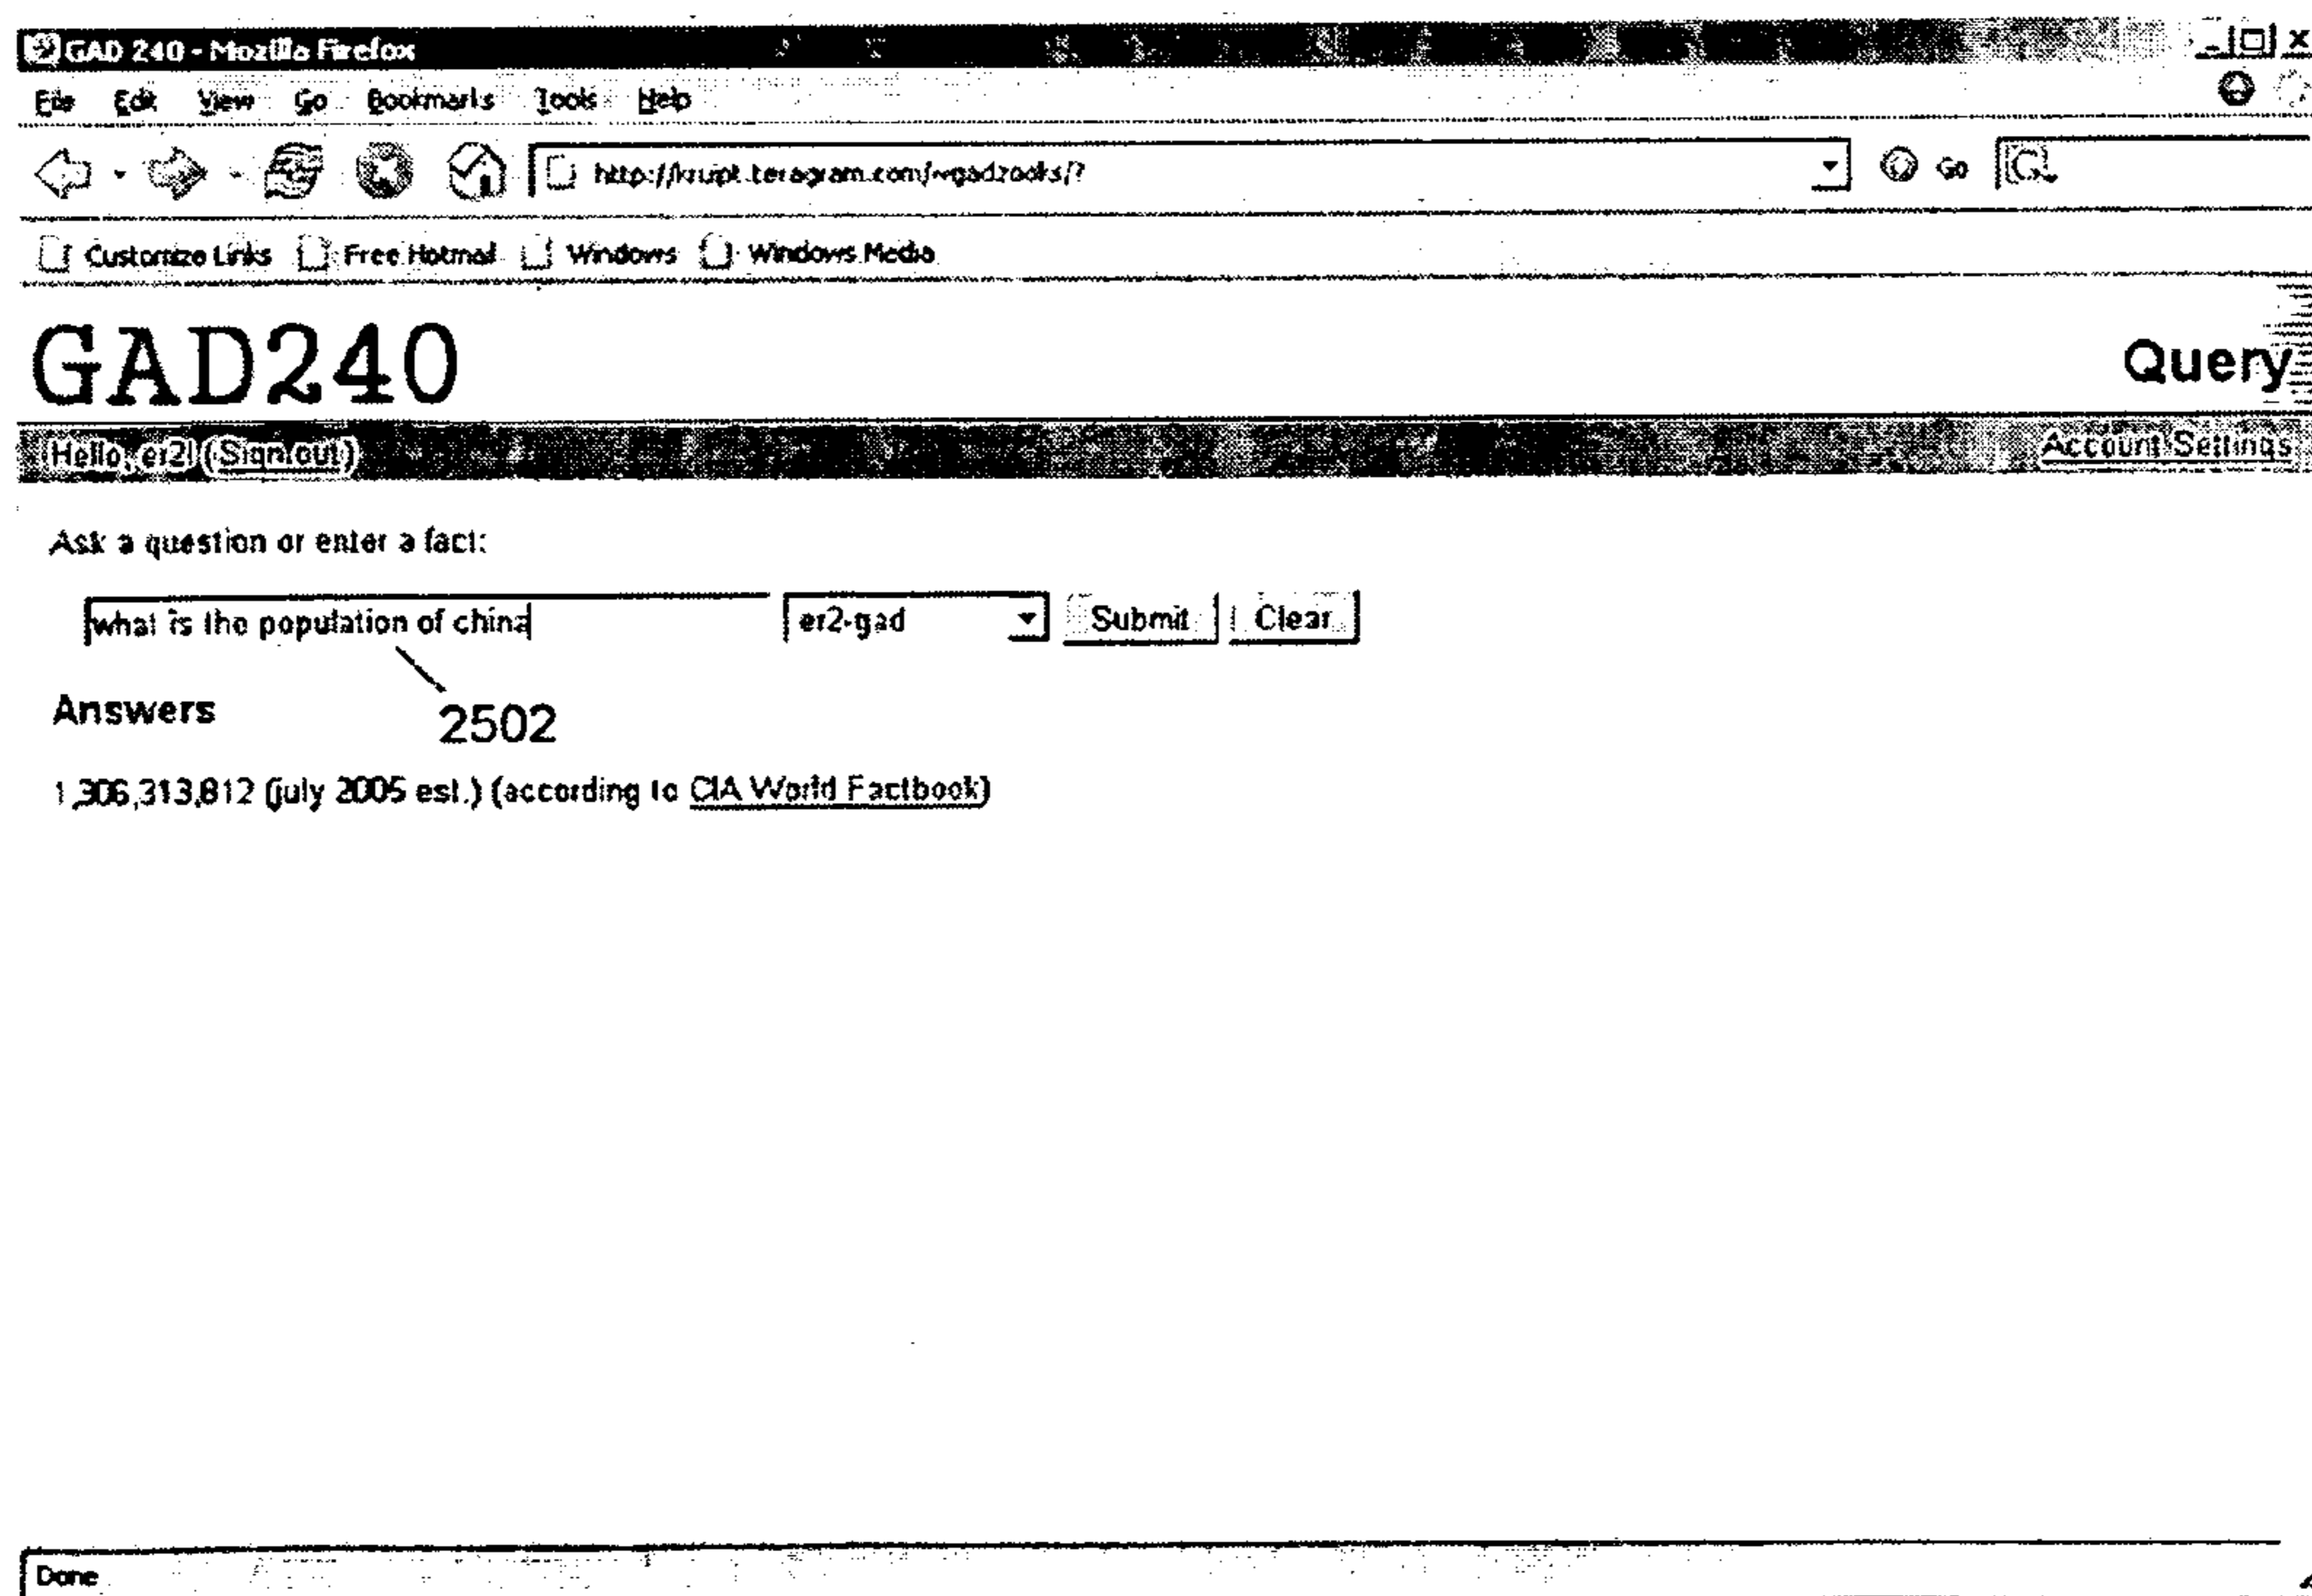 GAD 240 - Mozilla Firefox
File Edit View Go Bookmarks Tools Help
http://krupt.teragram.com/~gadzooks/? Go
Customize Links Free Hotmail Windows Windows Media
GAD240 Query
Hello, er2! (Sign out) Account Settings
Ask a question or enter a fact:
what is the population of china er2-gad Submit Clear
Answers 2502
1,306,313,812 (july 2005 est.) (according to CIA World Factbook)
Done